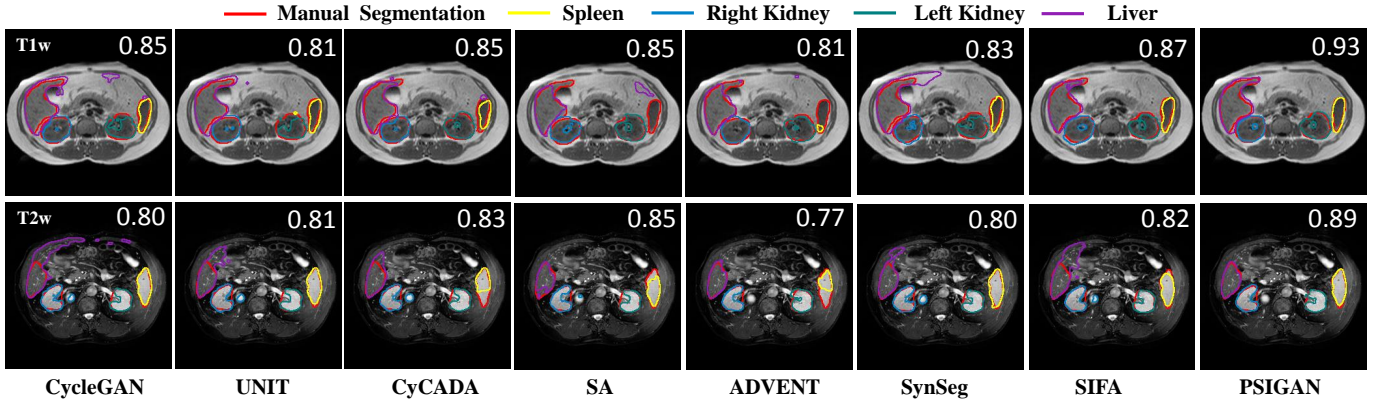 Manual Segmentation Spleen Right Kidney Left Kidney Liver
T1w 0.85 0.81 0.85 0.85 0.81 0.83 0.87 0.93
T2w 0.80 0.81 0.83 0.85 0.77 0.80 0.82 0.89
CycleGAN UNIT CyCADA SA ADVENT SynSeg SIFA PSIGAN